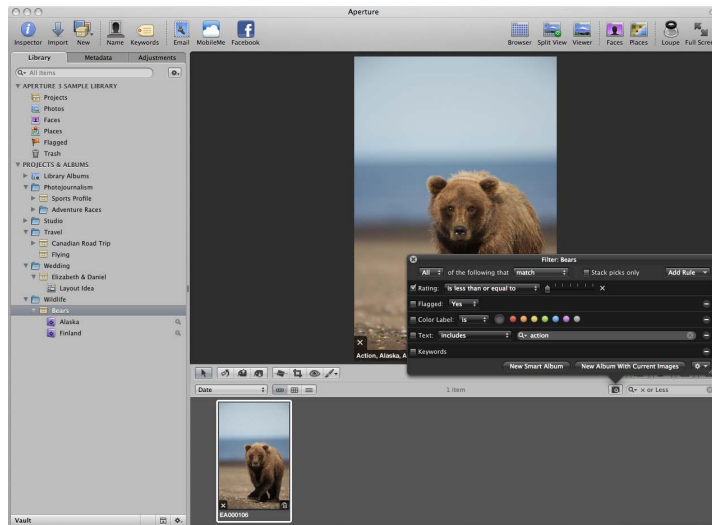 Aperture
Inspector Import New Name Keywords Email MobileMe Facebook Browser Split View Viewer Faces Places Loupe Full Scree
Library Metadata Adjustments
All Items
APERTURE 3 SAMPLE LIBRARY
Projects
Photos
Faces
Places
Flagged
Trash
PROJECTS & ALBUMS
Library Albums
Photojournalism
Sports Profile
Adventure Races
Studio
Travel
Canadian Road Trip
Flying
Wedding
Elizabeth & Daniel
Layout Idea
Wildlife
Bears
Alaska
Finland
Vault
Action, Alaska, A
Filter: Bears
All of the following that match Stack picks only Add Rule
Rating: is less than or equal to
Flagged: Yes
Color Label: is
Text: includes action
Keywords
New Smart Album New Album With Current Images
Date 1 item × or Less
EA000106